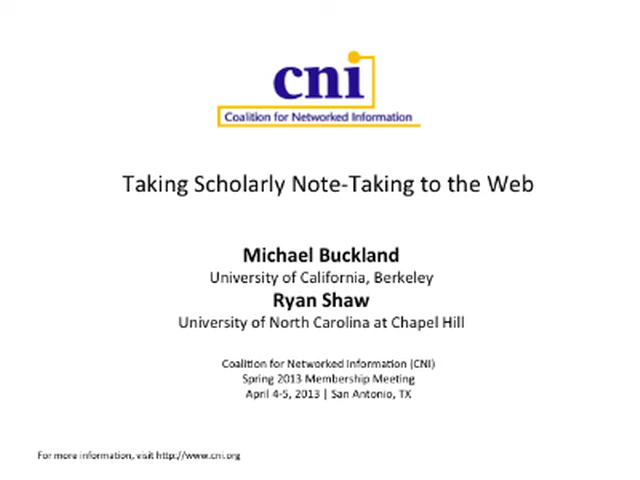 cni
Coalition for Networked Information
Taking Scholarly Note-Taking to the Web
Michael Buckland
University of California, Berkeley
Ryan Shaw
University of North Carolina at Chapel Hill
Coalition for Networked Information (CNI)
Spring 2013 Membership Meeting
April 4-5, 2013 | San Antonio, TX
For more information, visit http://www.cni.org